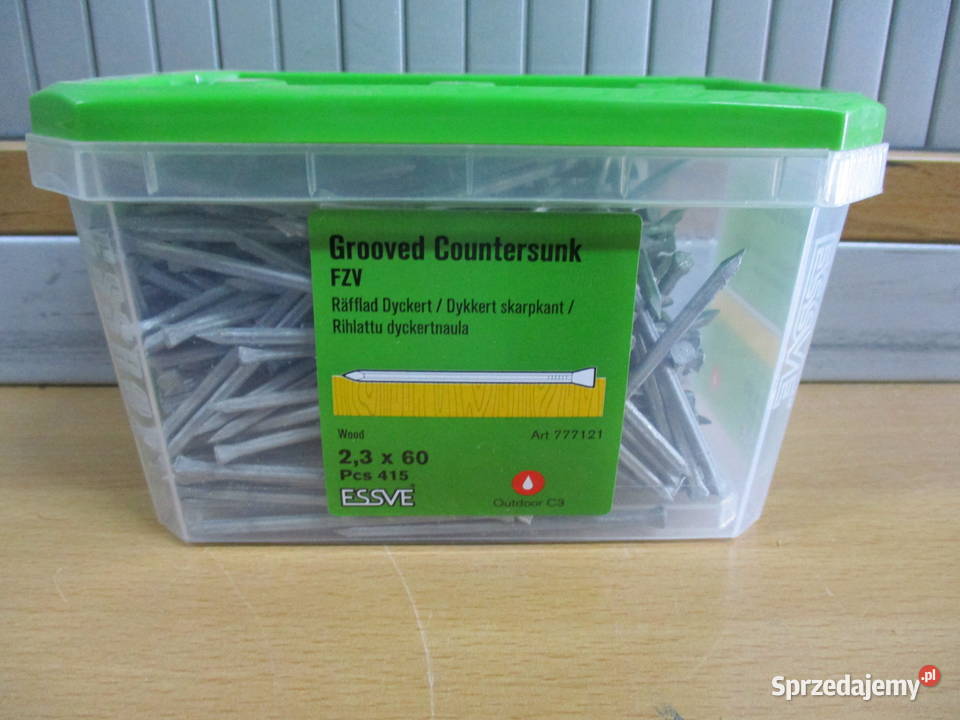 Grooved Countersunk
FZV
Räfflad Dyckert / Dykkert skarpkant /
Rihlattu dyckertnaula
Wood
Art 777121
2,3 x 60
Pcs 415
ESSVE
Outdoor C3
ESSVE
Sprzedajemy.pl